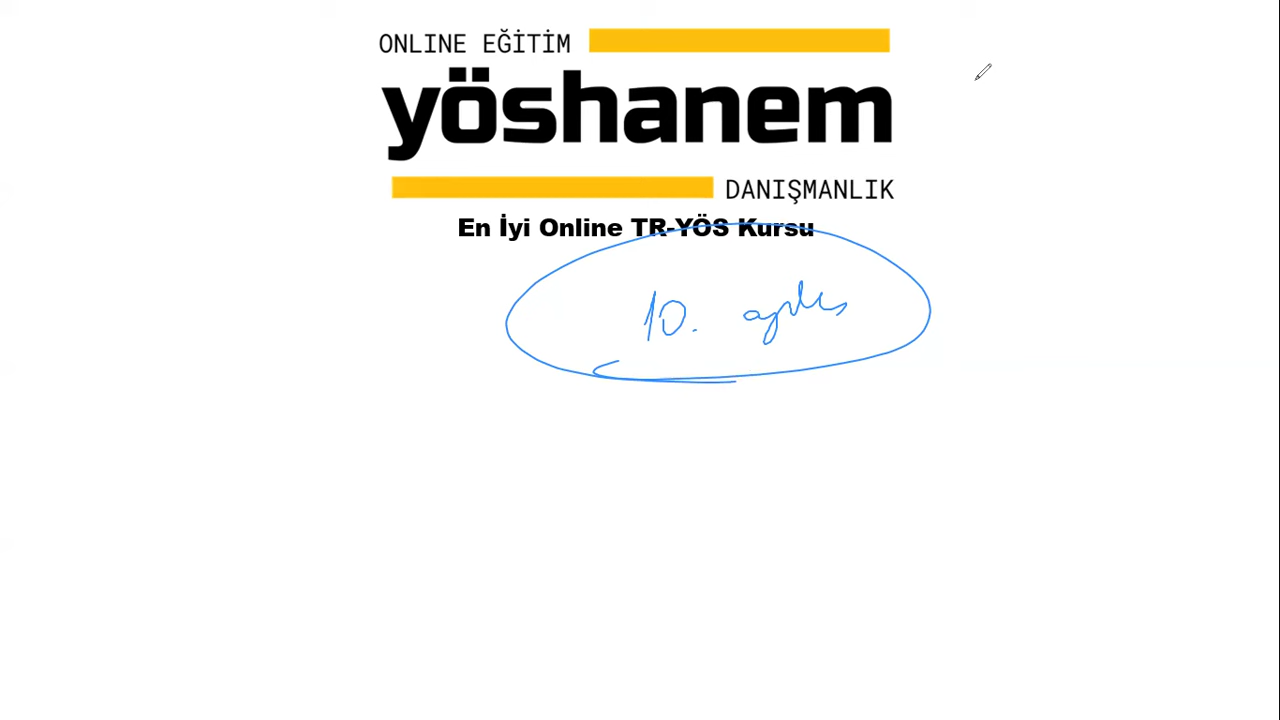 ONLINE EĞİTİM
yöshanem
DANIŞMANLIK
En İyi Online TR-YÖS Kursu
10.